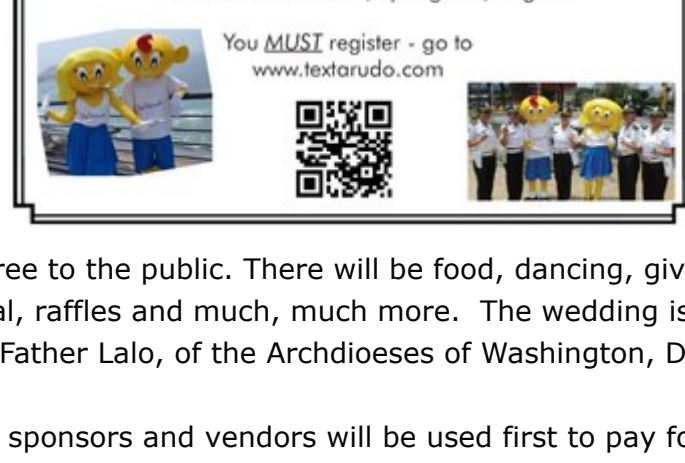 You MUST register - go to
www.textarudo.com
ree to the public. There will be food, dancing, giv
al, raffles and much, much more. The wedding is
Father Lalo, of the Archdioeses of Washington, D
sponsors and vendors will be used first to pay fo